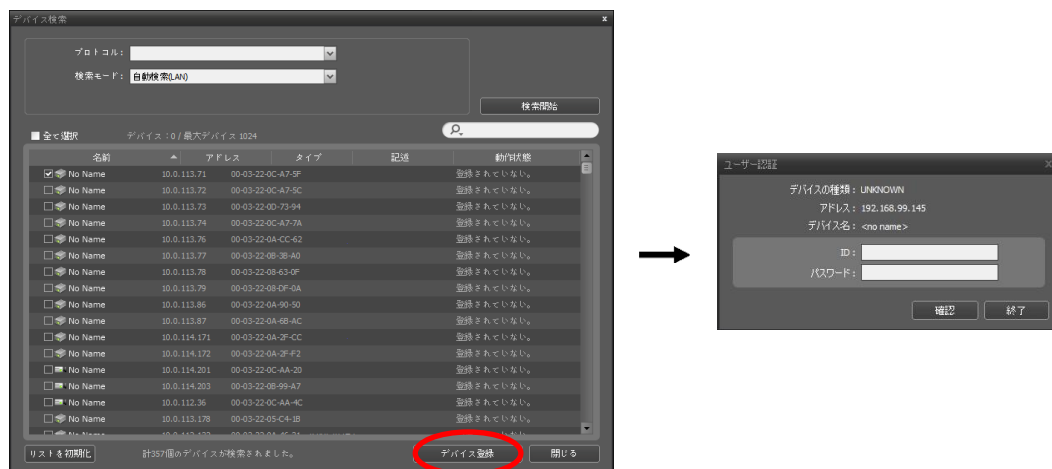 デバイス検索 x
プロトコル：
検索モード： 自動検索(LAN)
検索開始
全て選択 デバイス：0 / 最大デバイス 1024
名前 アドレス タイプ 記述 動作状態
No Name 10.0.113.71 00-03-22-0C-A7-5F 登録されていない。
No Name 10.0.113.72 00-03-22-0C-A7-5C 登録されていない。
No Name 10.0.113.73 00-03-22-0D-73-94 登録されていない。
No Name 10.0.113.74 00-03-22-0C-A7-7A 登録されていない。
No Name 10.0.113.76 00-03-22-0A-CC-62 登録されていない。
No Name 10.0.113.77 00-03-22-0B-3B-A0 登録されていない。
No Name 10.0.113.78 00-03-22-08-63-0F 登録されていない。
No Name 10.0.113.79 00-03-22-08-DF-0A 登録されていない。
No Name 10.0.113.86 00-03-22-0A-90-50 登録されていない。
No Name 10.0.113.87 00-03-22-0A-6B-AC 登録されていない。
No Name 10.0.114.171 00-03-22-0A-2F-CC 登録されていない。
No Name 10.0.114.172 00-03-22-0A-2F-F2 登録されていない。
No Name 10.0.114.201 00-03-22-0C-AA-20 登録されていない。
No Name 10.0.114.203 00-03-22-0B-99-A7 登録されていない。
No Name 10.0.112.36 00-03-22-0C-AA-4C 登録されていない。
No Name 10.0.113.178 00-03-22-05-C4-1B 登録されていない。
リストを初期化 計357個のデバイスが検索されました。 デバイス登録 閉じる
ユーザー認証 x
デバイスの種類： UNKNOWN
アドレス： 192.168.99.145
デバイス名： <no name>
ID：
パスワード：
確認 終了